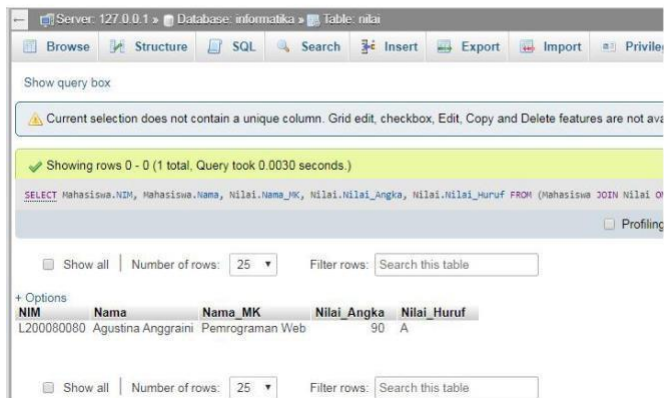 Server: 127.0.0.1 » Database: informatika » Table: nilai
Browse Structure SQL Search Insert Export Import Privile
Show query box
Current selection does not contain a unique column. Grid edit, checkbox, Edit, Copy and Delete features are not ava
Showing rows 0 - 0 (1 total, Query took 0.0030 seconds.)
SELECT Mahasiswa.NIM, Mahasiswa.Nama, Nilai.Nama_MK, Nilai.Nilai_Angka, Nilai.Nilai_Huruf FROM (Mahasiswa JOIN Nilai O
Profiling
Show all Number of rows: 25 Filter rows: Search this table
+ Options
NIM Nama Nama_MK Nilai_Angka Nilai_Huruf
L200080080 Agustina Anggraini Pemrograman Web 90 A
Show all Number of rows: 25 Filter rows: Search this table